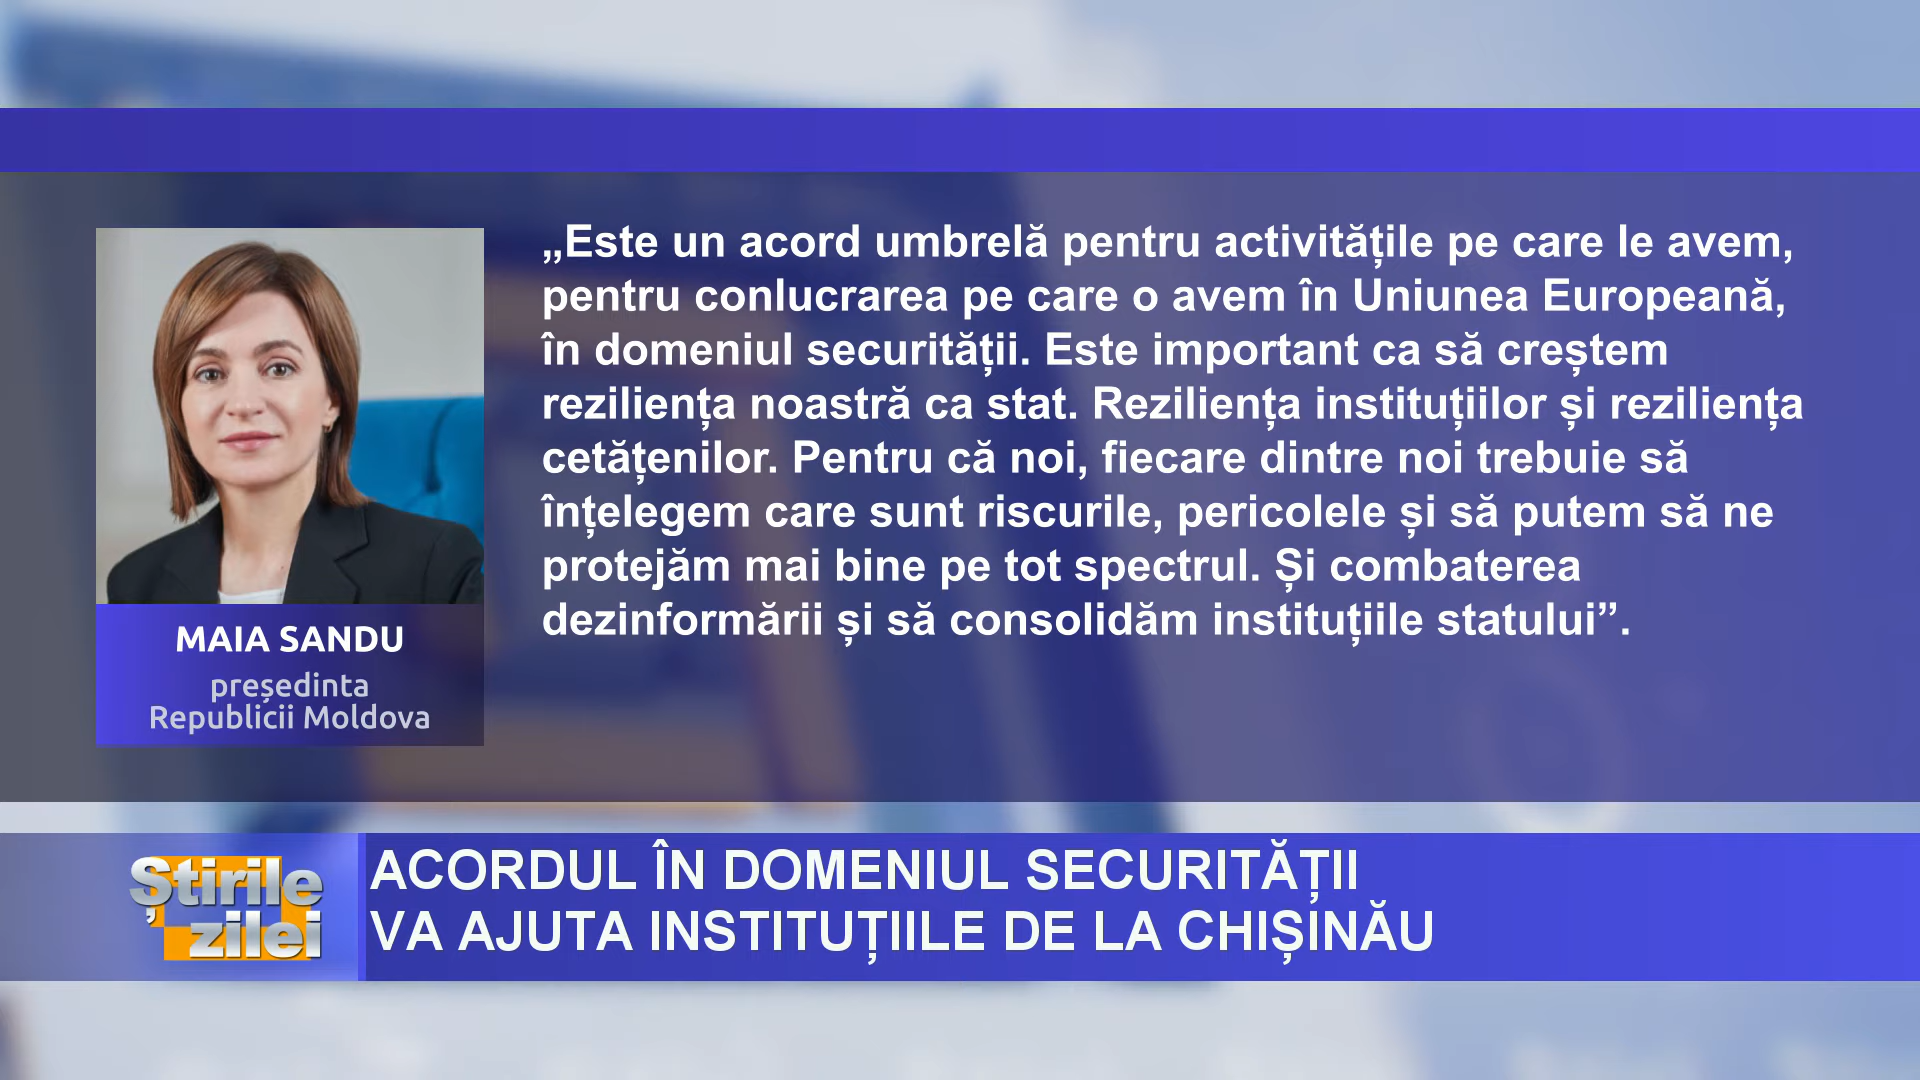 „Este un acord umbrelă pentru activitățile pe care le avem,
pentru conlucrarea pe care o avem în Uniunea Europeană,
în domeniul securității. Este important ca să creștem
reziliența noastră ca stat. Reziliența instituțiilor și reziliența
cetățenilor. Pentru că noi, fiecare dintre noi trebuie să
înțelegem care sunt riscurile, pericolele și să putem să ne
protejăm mai bine pe tot spectrul. Și combaterea
dezinformării și să consolidăm instituțiile statului”.
MAIA SANDU
președinta
Republicii Moldova
Știrile
zilei
ACORDUL ÎN DOMENIUL SECURITĂȚII
VA AJUTA INSTITUȚIILE DE LA CHIȘINĂU